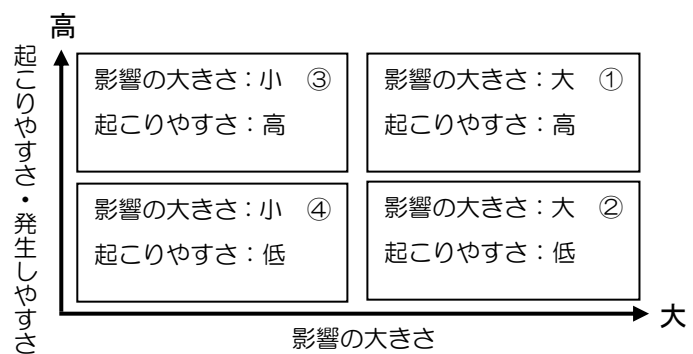 高
起こりやすさ・発生しやすさ
影響の大きさ：小　③
起こりやすさ：高
影響の大きさ：大　①
起こりやすさ：高
影響の大きさ：小　④
起こりやすさ：低
影響の大きさ：大　②
起こりやすさ：低
大
影響の大きさ